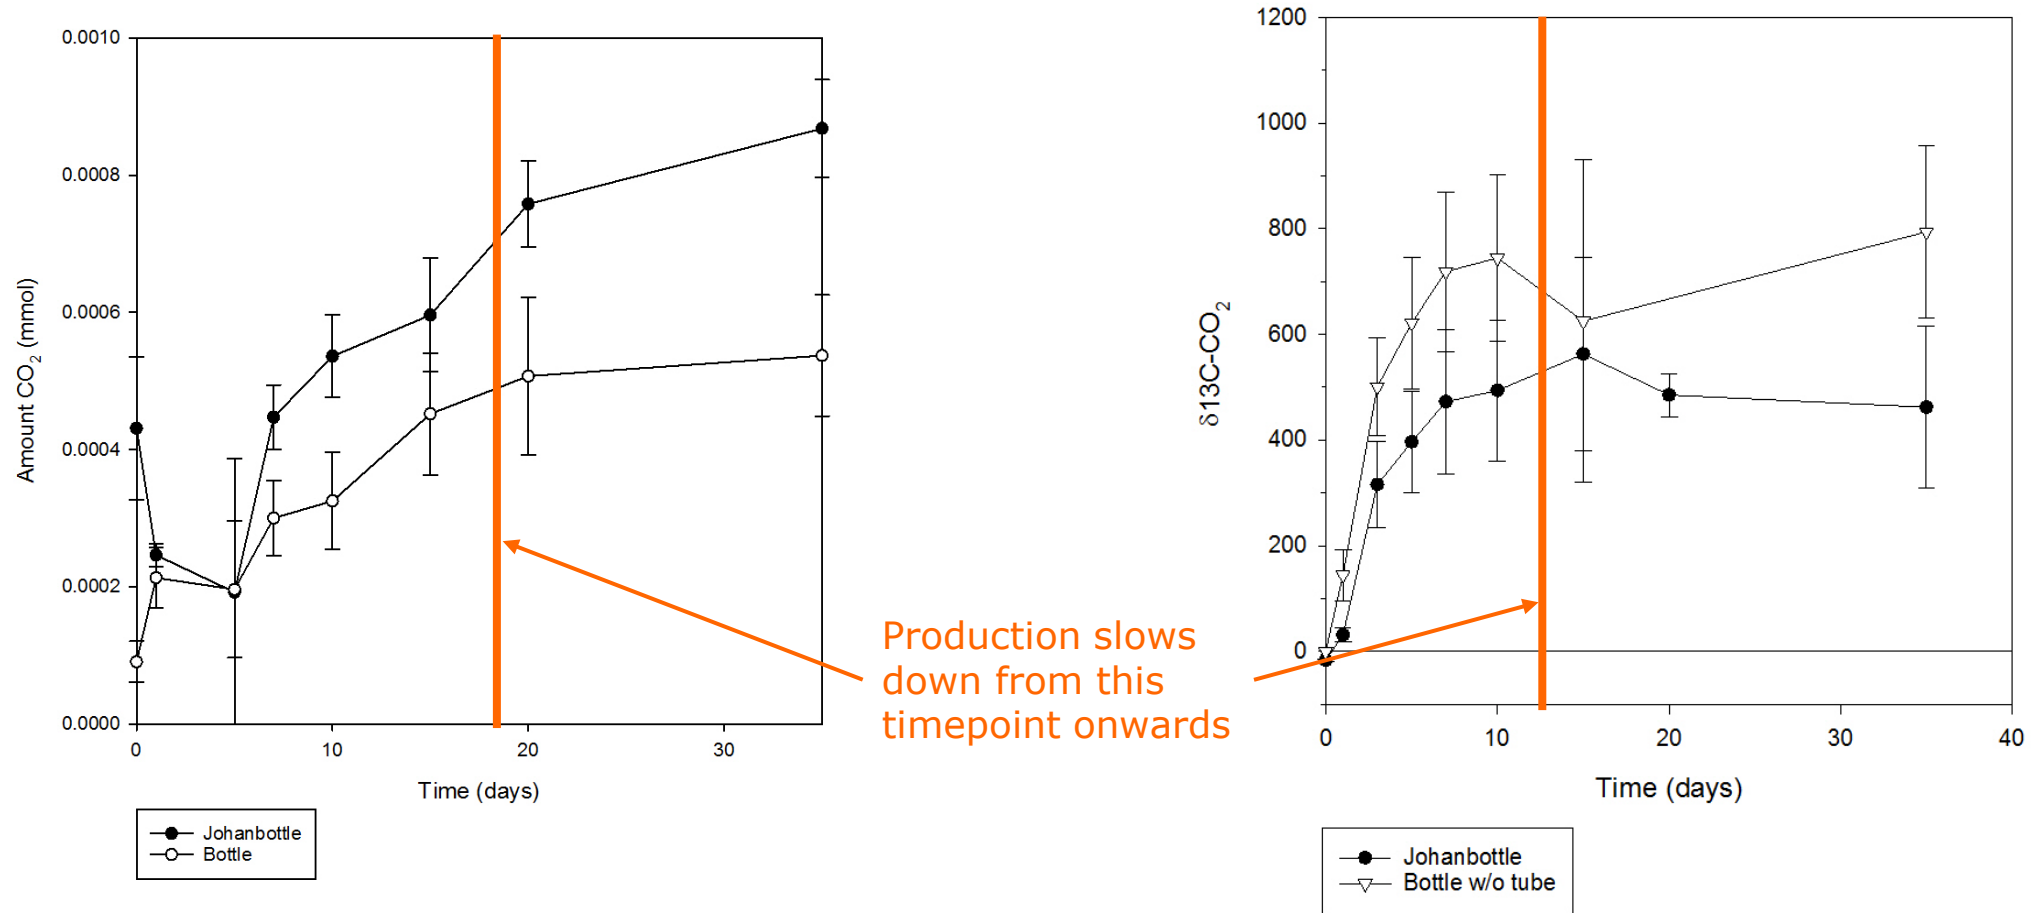 0.0010
0.0008
0.0006
0.0004
0.0002
0.0000
Amount CO2 (mmol)
0 10 20 30
Time (days)
Johanbottle
Bottle
Production slows
down from this
timepoint onwards
1200
1000
800
600
400
200
0
δ13C-CO2
0 10 20 30 40
Time (days)
Johanbottle
Bottle w/o tube